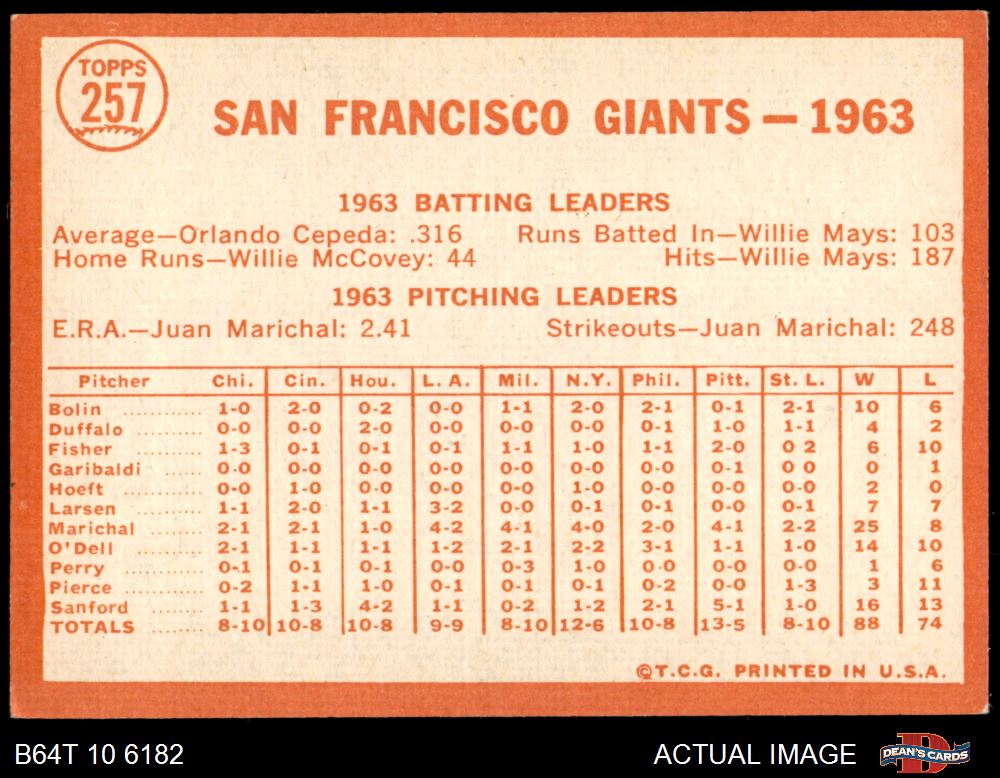 TOPPS
257
SAN FRANCISCO GIANTS — 1963
1963 BATTING LEADERS
Average—Orlando Cepeda: .316 Runs Batted In—Willie Mays: 103
Home Runs—Willie McCovey: 44 Hits—Willie Mays: 187
1963 PITCHING LEADERS
E.R.A.—Juan Marichal: 2.41 Strikeouts—Juan Marichal: 248
Pitcher Chi. Cin. Hou. L.A. Mil. N.Y. Phil. Pitt. St. L. W L
Bolin .......... 1-0 2-0 0-2 0-0 1-1 2-0 2-1 0-1 2-1 10 6
Duffalo ........ 0-0 0-0 2-0 0-0 0-0 0-0 0-1 1-0 1-1 4 2
Fisher ......... 1-3 0-1 0-1 0-1 1-1 1-0 1-1 2-0 0 2 6 10
Garibaldi ...... 0-0 0-0 0-0 0-0 0-0 0-0 0-0 0-1 0 0 0 1
Hoeft .......... 0-0 1-0 0-0 0-0 0-0 1-0 0-0 0-0 0-0 2 0
Larsen ......... 1-1 2-0 1-1 3-2 0-0 0-1 0-1 0-0 0-1 7 7
Marichal ....... 2-1 2-1 1-0 4-2 4-1 4-0 2-0 4-1 2-2 25 8
O'Dell ......... 2-1 1-1 1-1 1-2 2-1 2-2 3-1 1-1 1-0 14 10
Perry .......... 0-1 0-1 0-1 0-0 0-3 1-0 0-0 0-0 0-0 1 6
Pierce ......... 0-2 1-1 1-0 0-1 0-1 0-1 0-2 0-0 1-3 3 11
Sanford ........ 1-1 1-3 4-2 1-1 0-2 1-2 2-1 5-1 1-0 16 13
TOTALS ....... 8-10 10-8 10-8 9-9 8-10 12-6 10-8 13-5 8-10 88 74
©T.C.G. PRINTED IN U.S.A.
B64T 10 6182 ACTUAL IMAGE DEAN'S CARDS